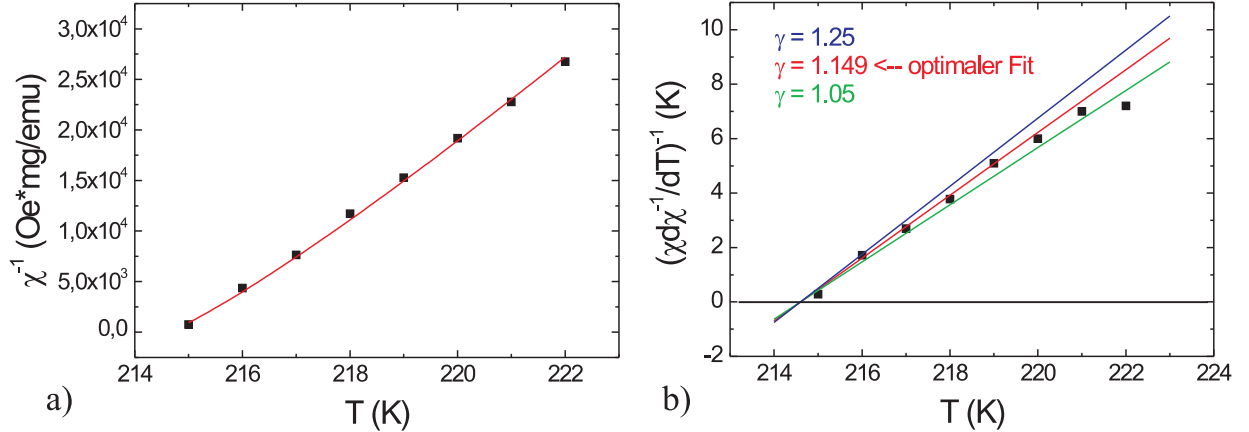 3,0x10⁴
2,5x10⁴
2,0x10⁴
1,5x10⁴
1,0x10⁴
5,0x10³
0,0
χ⁻¹ (Oe*mg/emu)
214 216 218 220 222
T (K)
a)
10
8
6
4
2
0
-2
(χdχ⁻¹/dT)⁻¹ (K)
γ = 1.25
γ = 1.149 <-- optimaler Fit
γ = 1.05
214 216 218 220 222 224
T (K)
b)